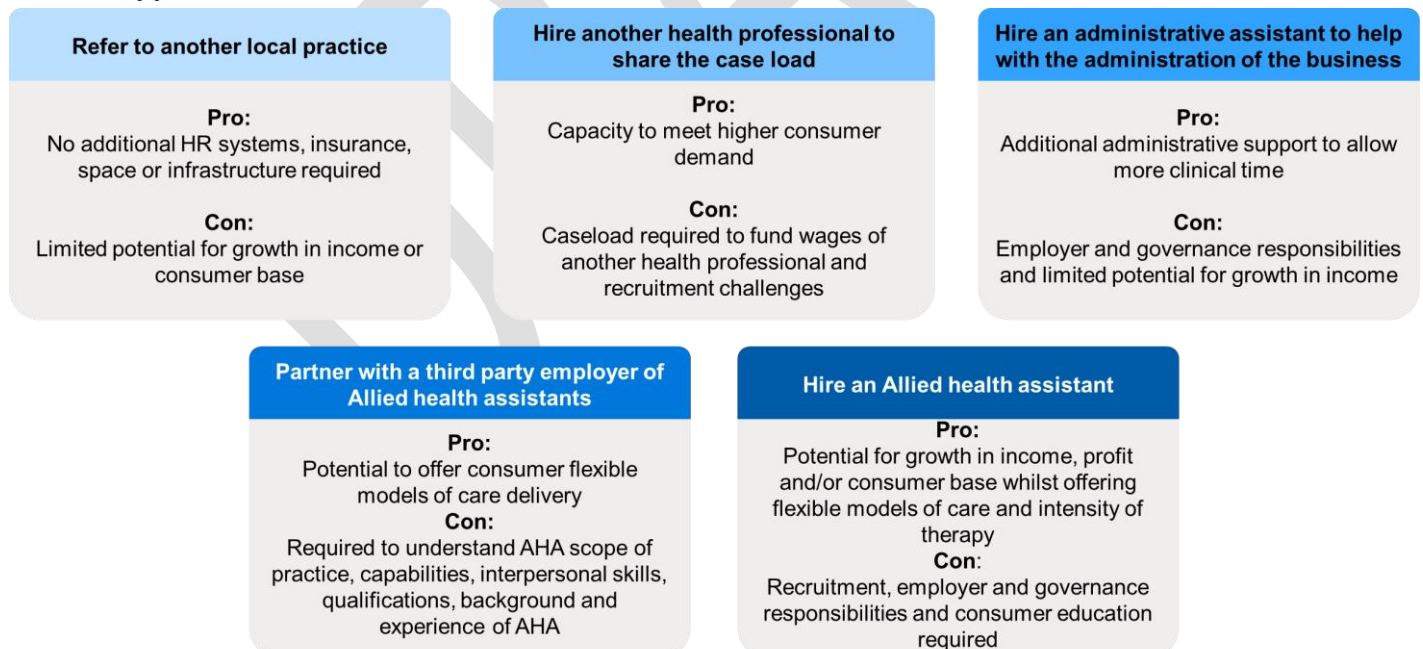 Refer to another local practice
Pro:
No additional HR systems, insurance,
space or infrastructure required
Con:
Limited potential for growth in income or
consumer base
Hire another health professional to
share the case load
Pro:
Capacity to meet higher consumer
demand
Con:
Caseload required to fund wages of
another health professional and
recruitment challenges
Hire an administrative assistant to help
with the administration of the business
Pro:
Additional administrative support to allow
more clinical time
Con:
Employer and governance responsibilities
and limited potential for growth in income
Partner with a third party employer of
Allied health assistants
Pro:
Potential to offer consumer flexible
models of care delivery
Con:
Required to understand AHA scope of
practice, capabilities, interpersonal skills,
qualifications, background and
experience of AHA
Hire an Allied health assistant
Pro:
Potential for growth in income, profit
and/or consumer base whilst offering
flexible models of care and intensity of
therapy
Con:
Recruitment, employer and governance
responsibilities and consumer education
required